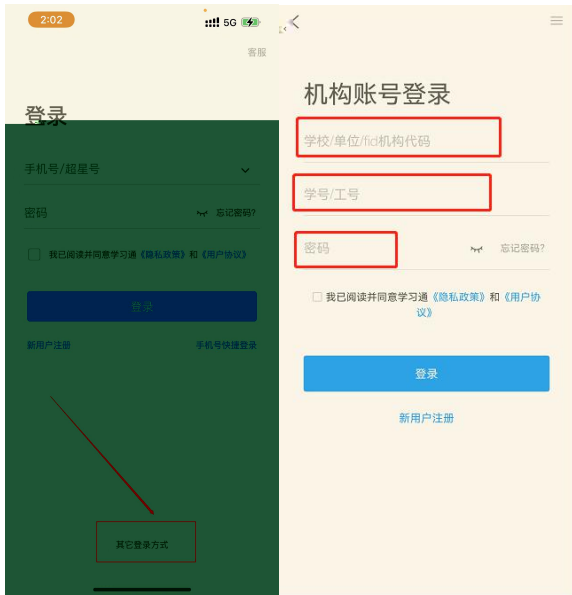 2:02
5G
客服
登录
手机号/超星号
密码
忘记密码?
我已阅读并同意学习通《隐私政策》和《用户协议》
登录
新用户注册
手机号快捷登录
其它登录方式
机构账号登录
学校/单位/fid机构代码
学号/工号
密码
忘记密码?
我已阅读并同意学习通《隐私政策》和《用户协
议》
登录
新用户注册